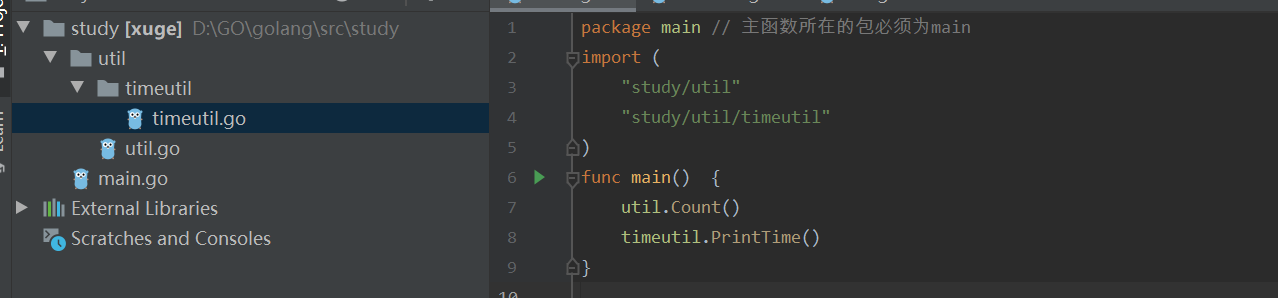 study [xuge] D:\GO\golang\src\study
util
timeutil
timeutil.go
util.go
main.go
External Libraries
Scratches and Consoles
1 package main // 主函数所在的包必须为main
2 import (
3 "study/util"
4 "study/util/timeutil"
5 )
6 func main() {
7 util.Count()
8 timeutil.PrintTime()
9 }
10